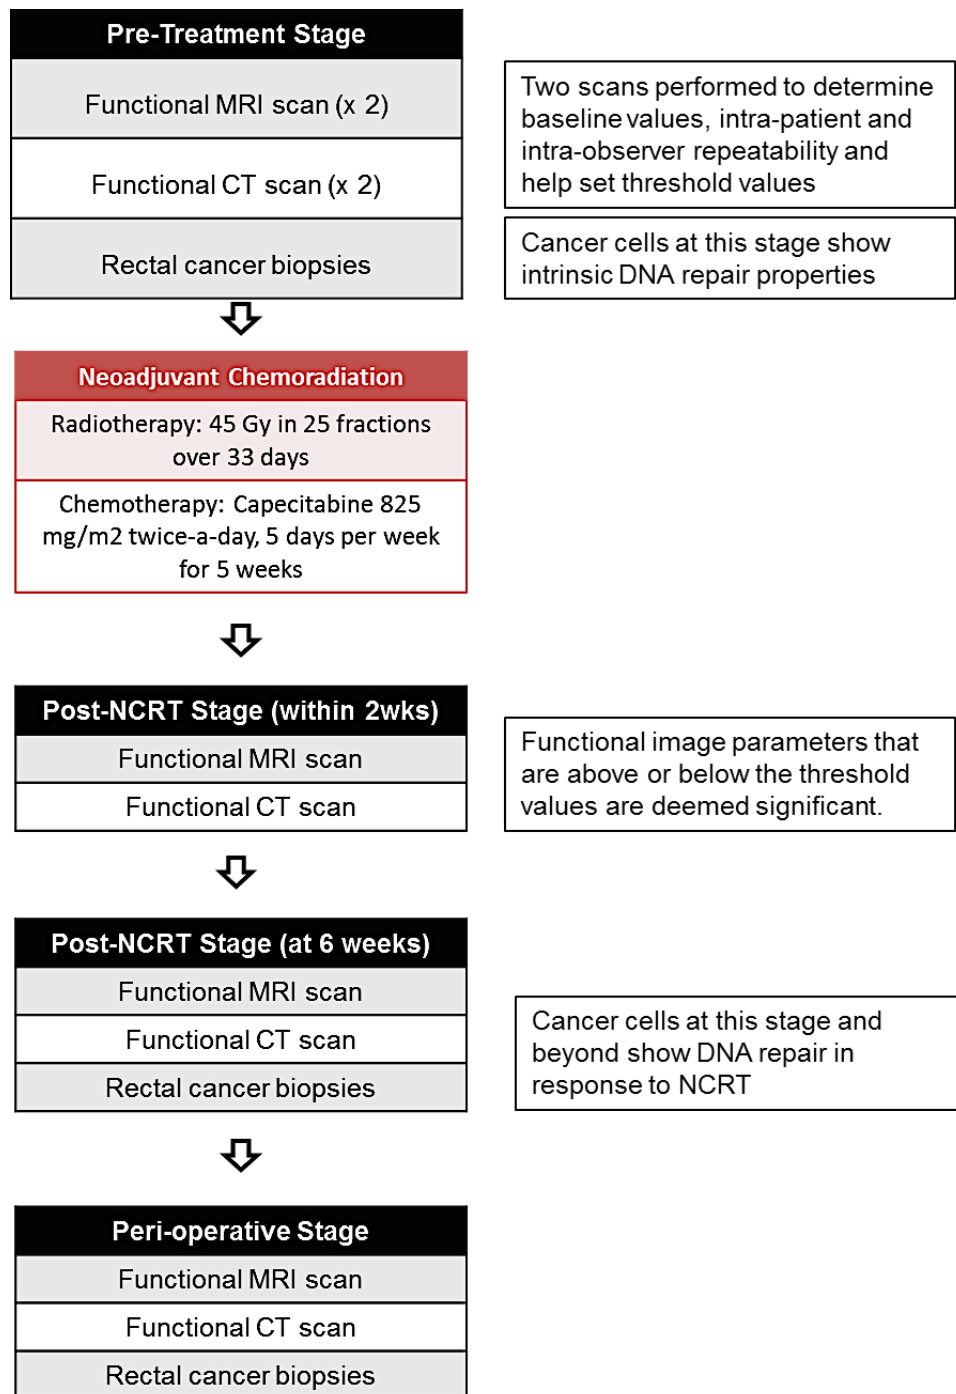 Pre-Treatment Stage
Functional MRI scan (x 2)
Functional CT scan (x 2)
Rectal cancer biopsies
Two scans performed to determine
baseline values, intra-patient and
intra-observer repeatability and
help set threshold values
Cancer cells at this stage show
intrinsic DNA repair properties
Neoadjuvant Chemoradiation
Radiotherapy: 45 Gy in 25 fractions
over 33 days
Chemotherapy: Capecitabine 825
mg/m2 twice-a-day, 5 days per week
for 5 weeks
Post-NCRT Stage (within 2wks)
Functional MRI scan
Functional CT scan
Functional image parameters that
are above or below the threshold
values are deemed significant.
Post-NCRT Stage (at 6 weeks)
Functional MRI scan
Functional CT scan
Rectal cancer biopsies
Cancer cells at this stage and
beyond show DNA repair in
response to NCRT
Peri-operative Stage
Functional MRI scan
Functional CT scan
Rectal cancer biopsies